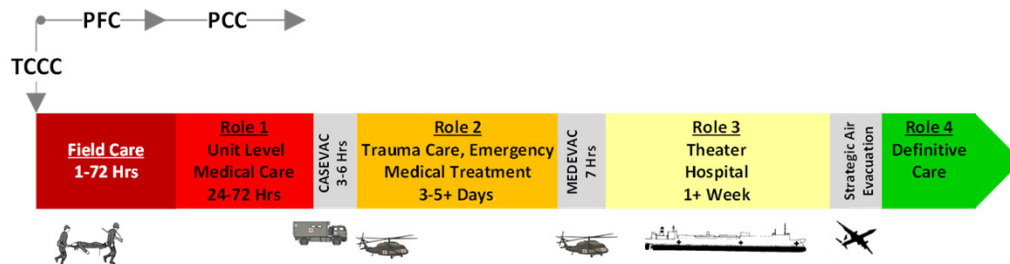 PFC
PCC
TCCC
Field Care
1-72 Hrs
Role 1
Unit Level
Medical Care
24-72 Hrs
CASEVAC
3-6 Hrs
Role 2
Trauma Care, Emergency
Medical Treatment
3-5+ Days
MEDEVAC
7 Hrs
Role 3
Theater
Hospital
1+ Week
Strategic Air
Evacuation
Role 4
Definitive
Care